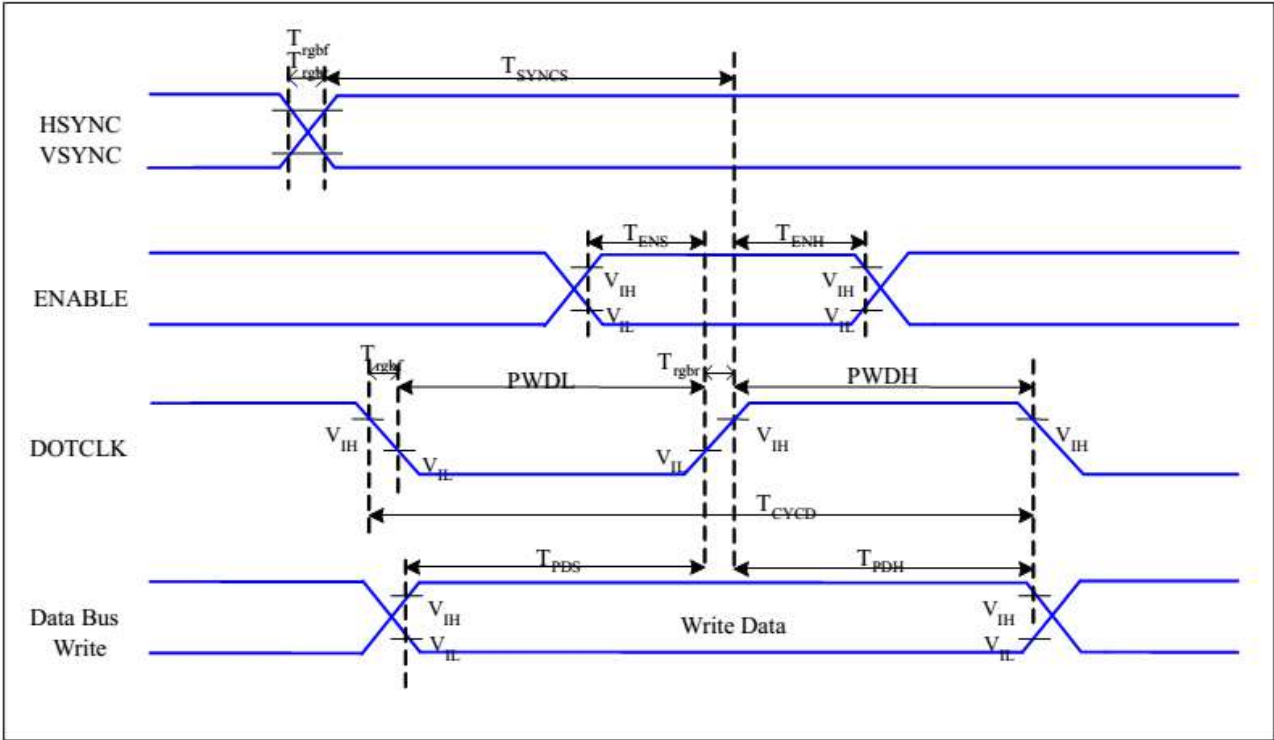 Trgbf
Trgbr
TSYNCS
HSYNC
VSYNC
TENS
TENH
VIH
VIH
ENABLE
VIL
VIL
Trgbf
Trgbr
PWDL
PWDH
DOTCLK
VIH
VIL
VIL
VIH
VIH
TCYCD
TPDS
TPDH
Data Bus
Write
VIH
Write Data
VIH
VIL
VIL